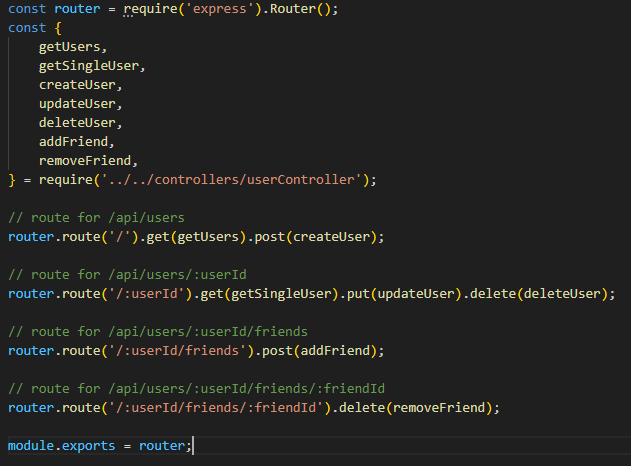 const router = require('express').Router();
const {
    getUsers,
    getSingleUser,
    createUser,
    updateUser,
    deleteUser,
    addFriend,
    removeFriend,
} = require('../../controllers/userController');

// route for /api/users
router.route('/').get(getUsers).post(createUser);

// route for /api/users/:userId
router.route('/:userId').get(getSingleUser).put(updateUser).delete(deleteUser);

// route for /api/users/:userId/friends
router.route('/:userId/friends').post(addFriend);

// route for /api/users/:userId/friends/:friendId
router.route('/:userId/friends/:friendId').delete(removeFriend);

module.exports = router;